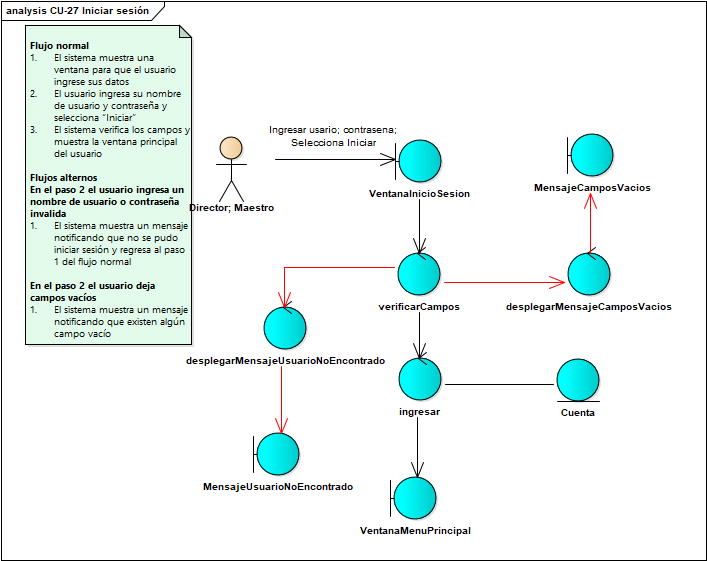 analysis CU-27 Iniciar sesión
Flujo normal
1. El sistema muestra una
ventana para que el usuario
ingrese sus datos
2. El usuario ingresa su nombre
de usuario y contraseña y
selecciona "Iniciar"
3. El sistema verifica los campos y
muestra la ventana principal
del usuario
Flujos alternos
En el paso 2 el usuario ingresa un
nombre de usuario o contraseña
invalida
1. El sistema muestra un mensaje
notificando que no se pudo
iniciar sesión y regresa al paso
1 del flujo normal
En el paso 2 el usuario deja
campos vacíos
1. El sistema muestra un mensaje
notificando que existen algún
campo vacío
Ingresar usario; contrasena;
Selecciona Iniciar
Director; Maestro
VentanaInicioSesion
MensajeCamposVacios
verificarCampos
desplegarMensajeCamposVacios
desplegarMensajeUsuarioNoEncontrado
ingresar
Cuenta
MensajeUsuarioNoEncontrado
VentanaMenuPrincipal